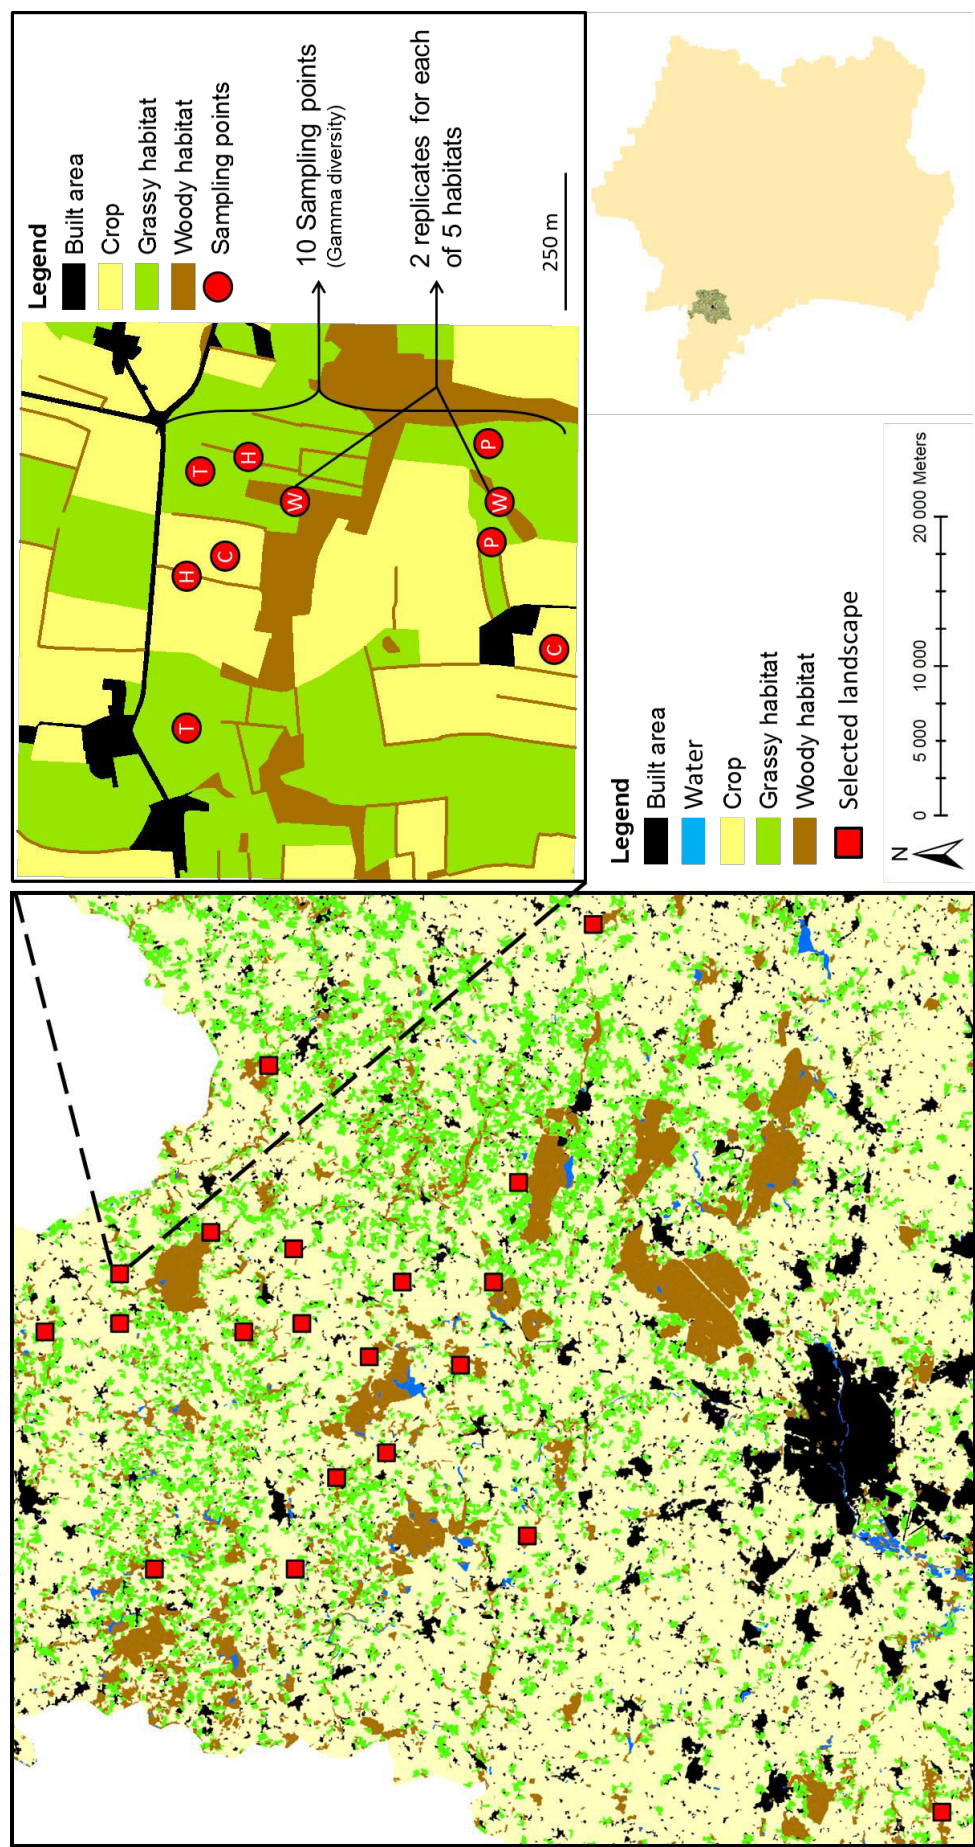 Legend
Built area
Crop
Grassy habitat
Woody habitat
Sampling points
10 Sampling points
(Gamma diversity)
2 replicates for each
of 5 habitats
250 m
T
H
W
P
H
C
W
P
T
C
Legend
Built area
Water
Crop
Grassy habitat
Woody habitat
Selected landscape
N
0 5 000 10 000 20 000 Meters